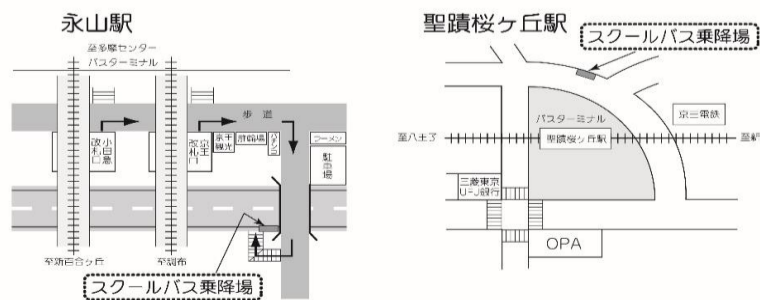 永山駅
至多摩センター
バスターミナル
歩道
小田急
改札口
京王
改札口
京王
観光
駐輪場
パチンコ
ラーメン
駐車場
至新百合ヶ丘
至調布
スクールバス乗降場
聖蹟桜ヶ丘駅
スクールバス乗降場
バスターミナル
京王電鉄
至八王子
聖蹟桜ヶ丘駅
三菱東京
UFJ銀行
OPA